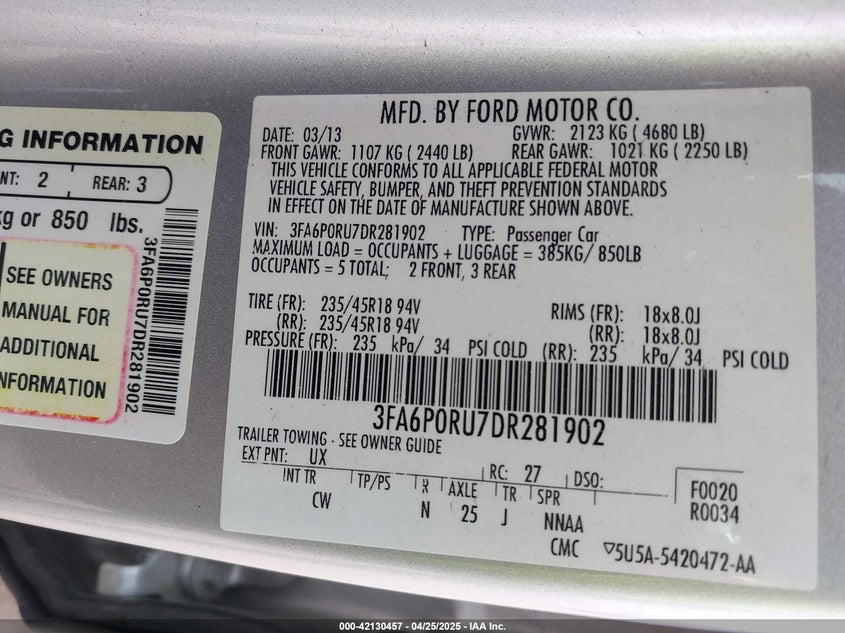 G INFORMATION
NT: 2 REAR: 3
kg or 850 lbs.
SEE OWNERS
MANUAL FOR
ADDITIONAL
INFORMATION
3FA6P0RU7DR281902
MFD. BY FORD MOTOR CO.
DATE: 03/13 GVWR: 2123 KG ( 4680 LB)
FRONT GAWR: 1107 KG ( 2440 LB) REAR GAWR: 1021 KG ( 2250 LB)
THIS VEHICLE CONFORMS TO ALL APPLICABLE FEDERAL MOTOR
VEHICLE SAFETY, BUMPER, AND THEFT PREVENTION STANDARDS
IN EFFECT ON THE DATE OF MANUFACTURE SHOWN ABOVE.
VIN: 3FA6P0RU7DR281902 TYPE: Passenger Car
MAXIMUM LOAD = OCCUPANTS + LUGGAGE = 385KG/ 850LB
OCCUPANTS = 5 TOTAL; 2 FRONT, 3 REAR
TIRE (FR): 235/45R18 94V RIMS (FR): 18x8.0J
(RR): 235/45R18 94V (RR): 18x8.0J
PRESSURE (FR): 235 kPa/ 34 PSI COLD (RR): 235 kPa/ 34 PSI COLD
3FA6P0RU7DR281902
TRAILER TOWING - SEE OWNER GUIDE
EXT PNT: UX RC: 27 DSO:
INT TR TP/PS R AXLE TR SPR F0020
CW N 25 J NNAA R0034
CMC ▽5U5A-5420472-AA
000-42130457 - 04/25/2025 - IAA Inc.